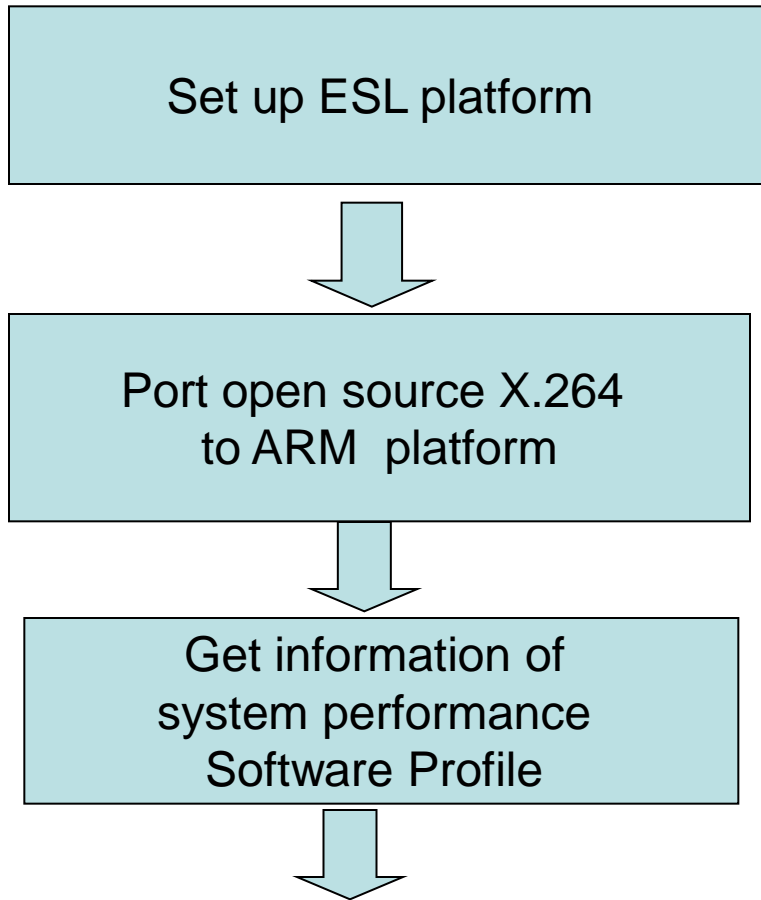 Set up ESL platform
Port open source X.264
to ARM platform
Get information of
system performance
Software Profile